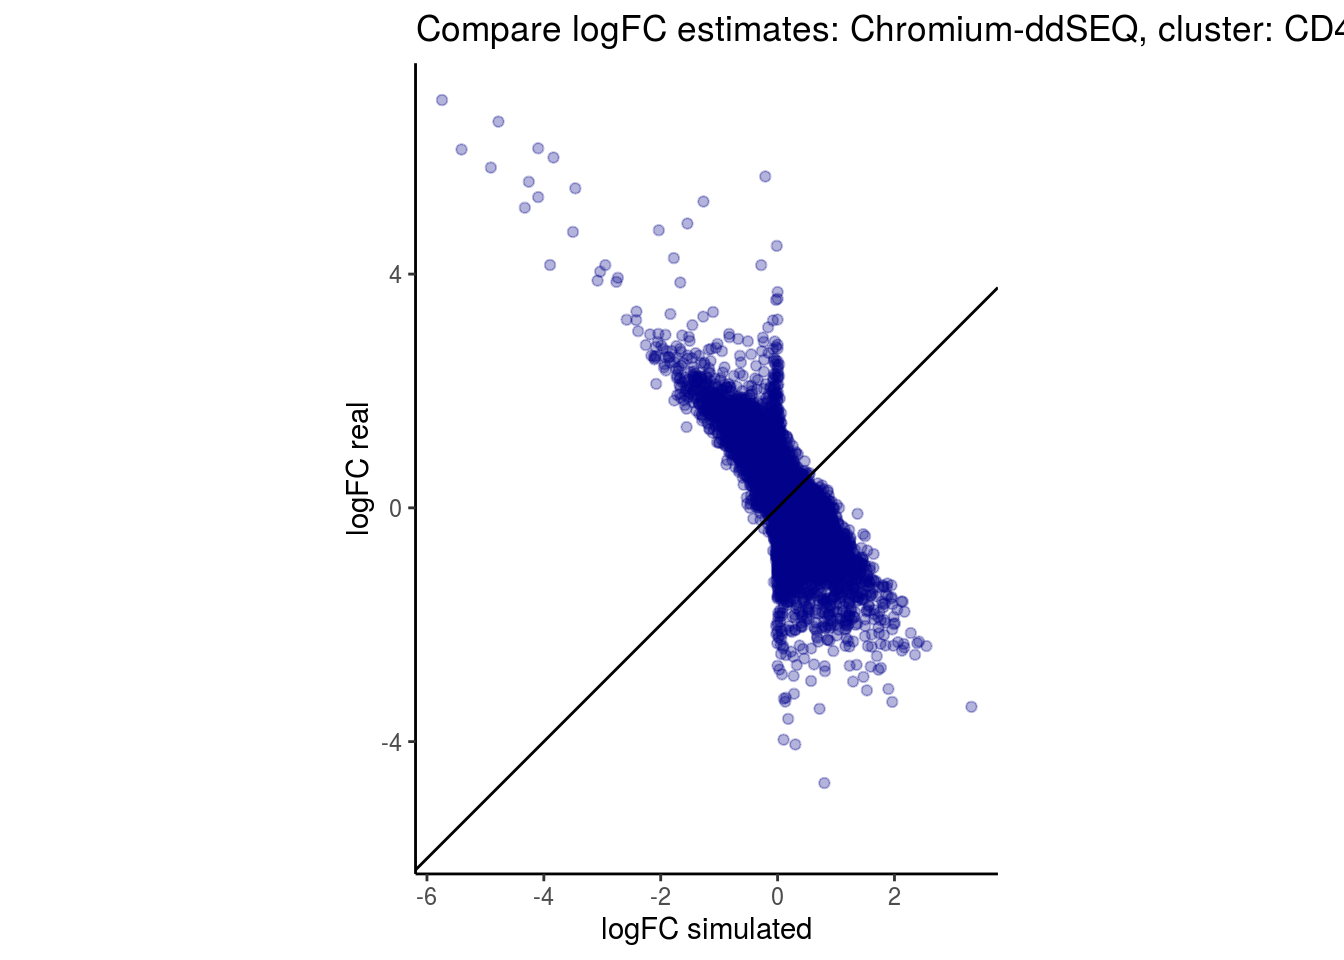 Compare logFC estimates: Chromium-ddSEQ, cluster: CD4
logFC real
4
0
-4
-6
-4
-2
0
2
logFC simulated